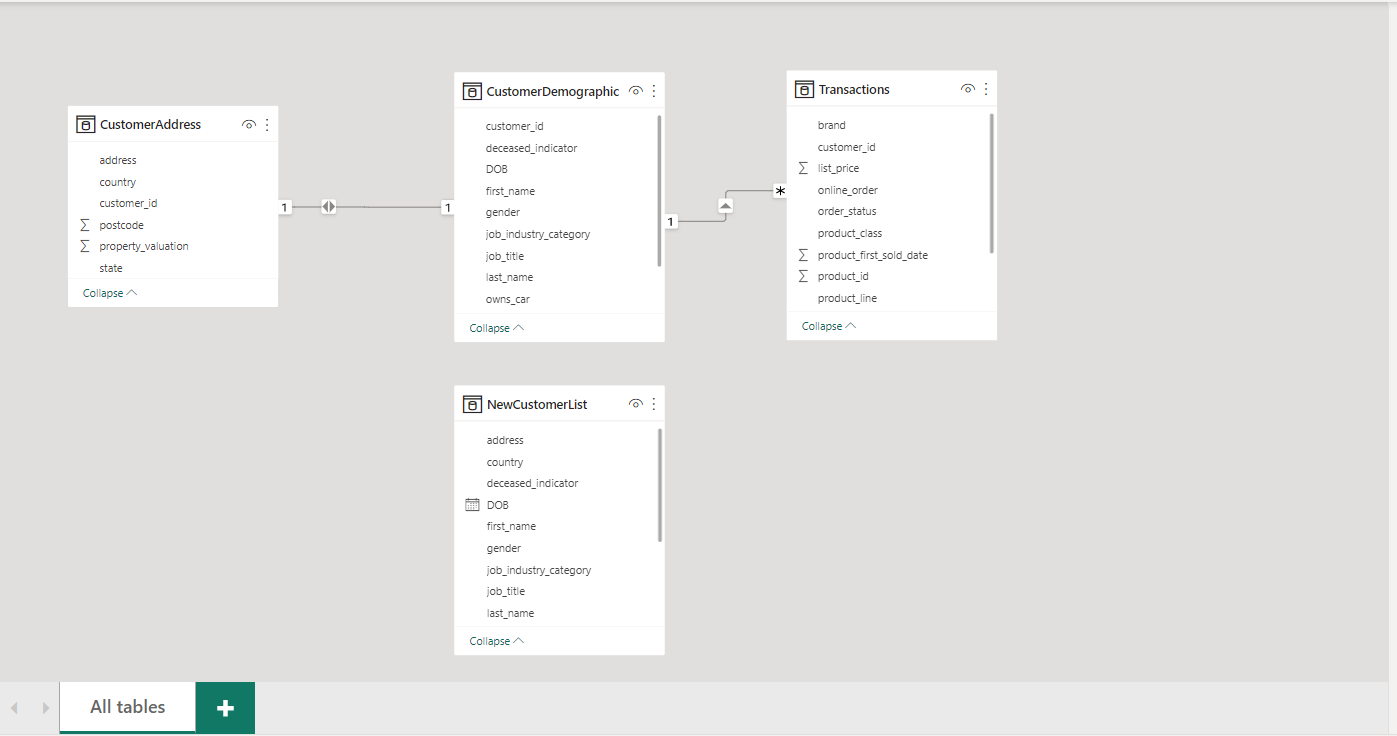 CustomerAddress
address
country
customer_id
Σ postcode
Σ property_valuation
state
Collapse
1
1
CustomerDemographic
customer_id
deceased_indicator
DOB
first_name
gender
job_industry_category
job_title
last_name
owns_car
Collapse
1
*
Transactions
brand
customer_id
Σ list_price
online_order
order_status
product_class
Σ product_first_sold_date
Σ product_id
product_line
Collapse
NewCustomerList
address
country
deceased_indicator
DOB
first_name
gender
job_industry_category
job_title
last_name
Collapse
All tables
+